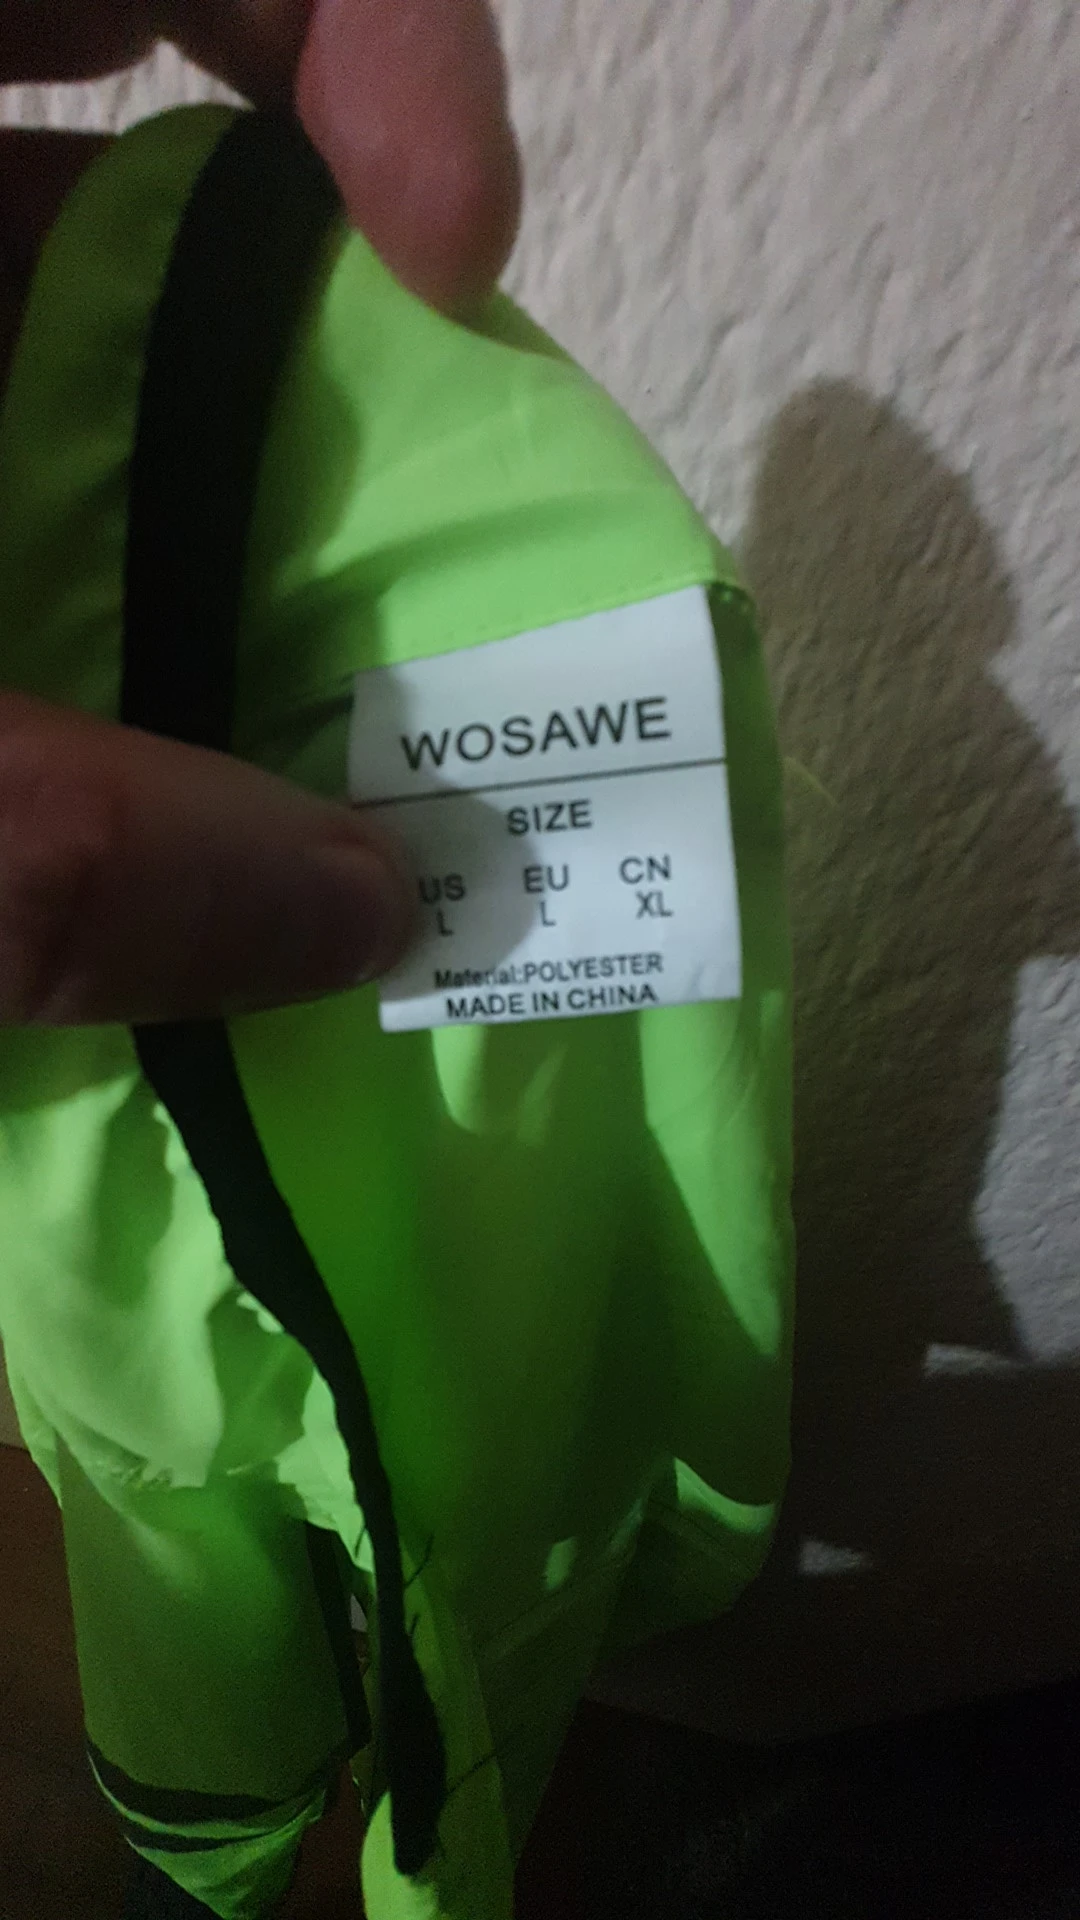 WOSAWE
SIZE
US EU CN
L L XL
Material:POLYESTER
MADE IN CHINA